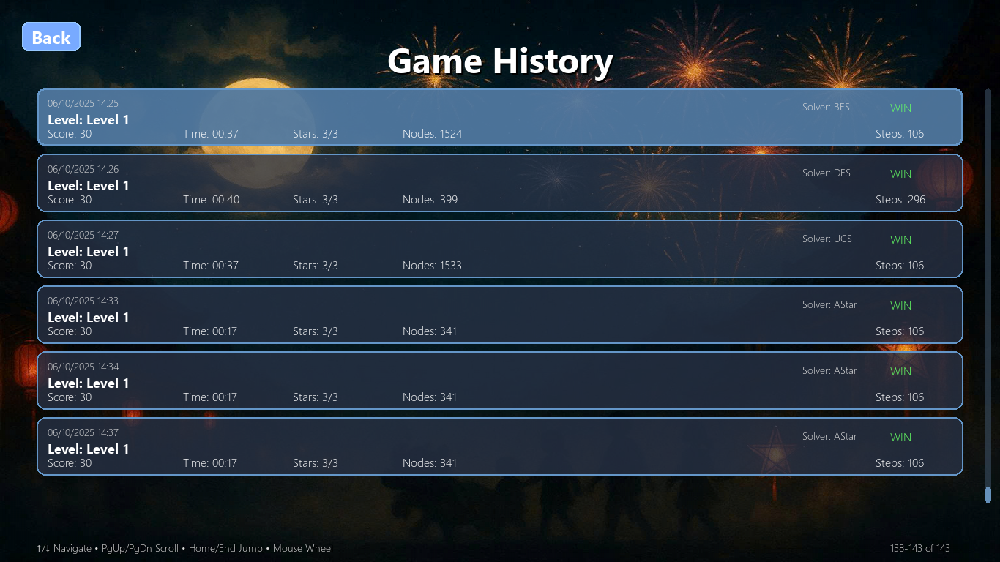 Back
Game History
06/10/2025 14:25
Solver: BFS WIN
Level: Level 1
Score: 30 Time: 00:37 Stars: 3/3 Nodes: 1524 Steps: 106
06/10/2025 14:26
Solver: DFS WIN
Level: Level 1
Score: 30 Time: 00:40 Stars: 3/3 Nodes: 399 Steps: 296
06/10/2025 14:27
Solver: UCS WIN
Level: Level 1
Score: 30 Time: 00:37 Stars: 3/3 Nodes: 1533 Steps: 106
06/10/2025 14:33
Solver: AStar WIN
Level: Level 1
Score: 30 Time: 00:17 Stars: 3/3 Nodes: 341 Steps: 106
06/10/2025 14:34
Solver: AStar WIN
Level: Level 1
Score: 30 Time: 00:17 Stars: 3/3 Nodes: 341 Steps: 106
06/10/2025 14:37
Solver: AStar WIN
Level: Level 1
Score: 30 Time: 00:17 Stars: 3/3 Nodes: 341 Steps: 106
↑/↓ Navigate • PgUp/PgDn Scroll • Home/End Jump • Mouse Wheel 138-143 of 143